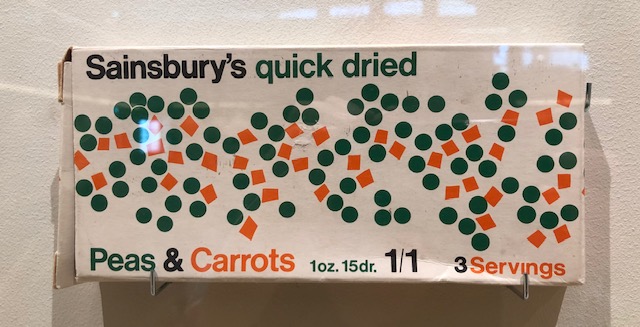 Sainsbury's quick dried
Peas & Carrots 1oz. 15dr. 1/1 3 Servings